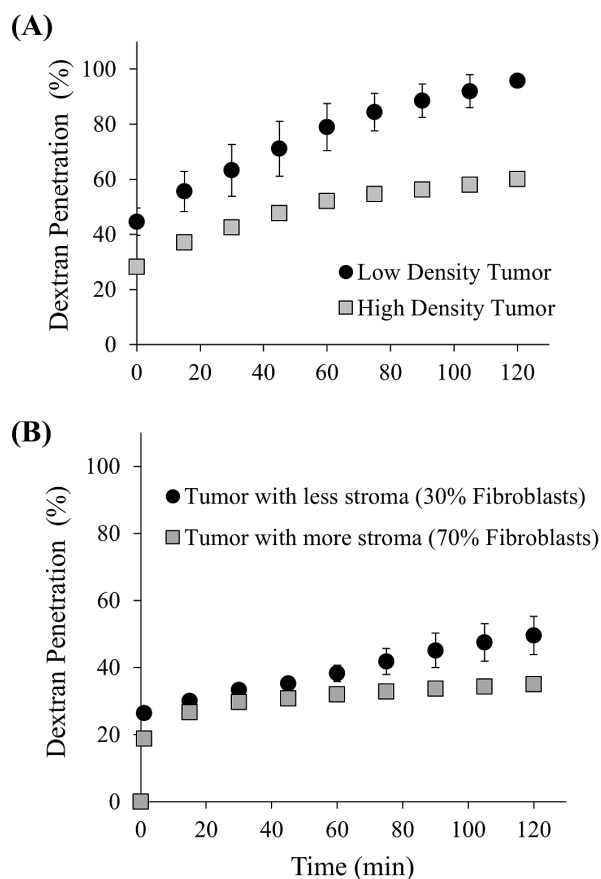 (A)
Dextran Penetration (%)
100
80
60
40
20
0
Low Density Tumor
High Density Tumor
0 20 40 60 80 100 120
(B)
Dextran Penetration (%)
100
80
60
40
20
0
Tumor with less stroma (30% Fibroblasts)
Tumor with more stroma (70% Fibroblasts)
0 20 40 60 80 100 120
Time (min)